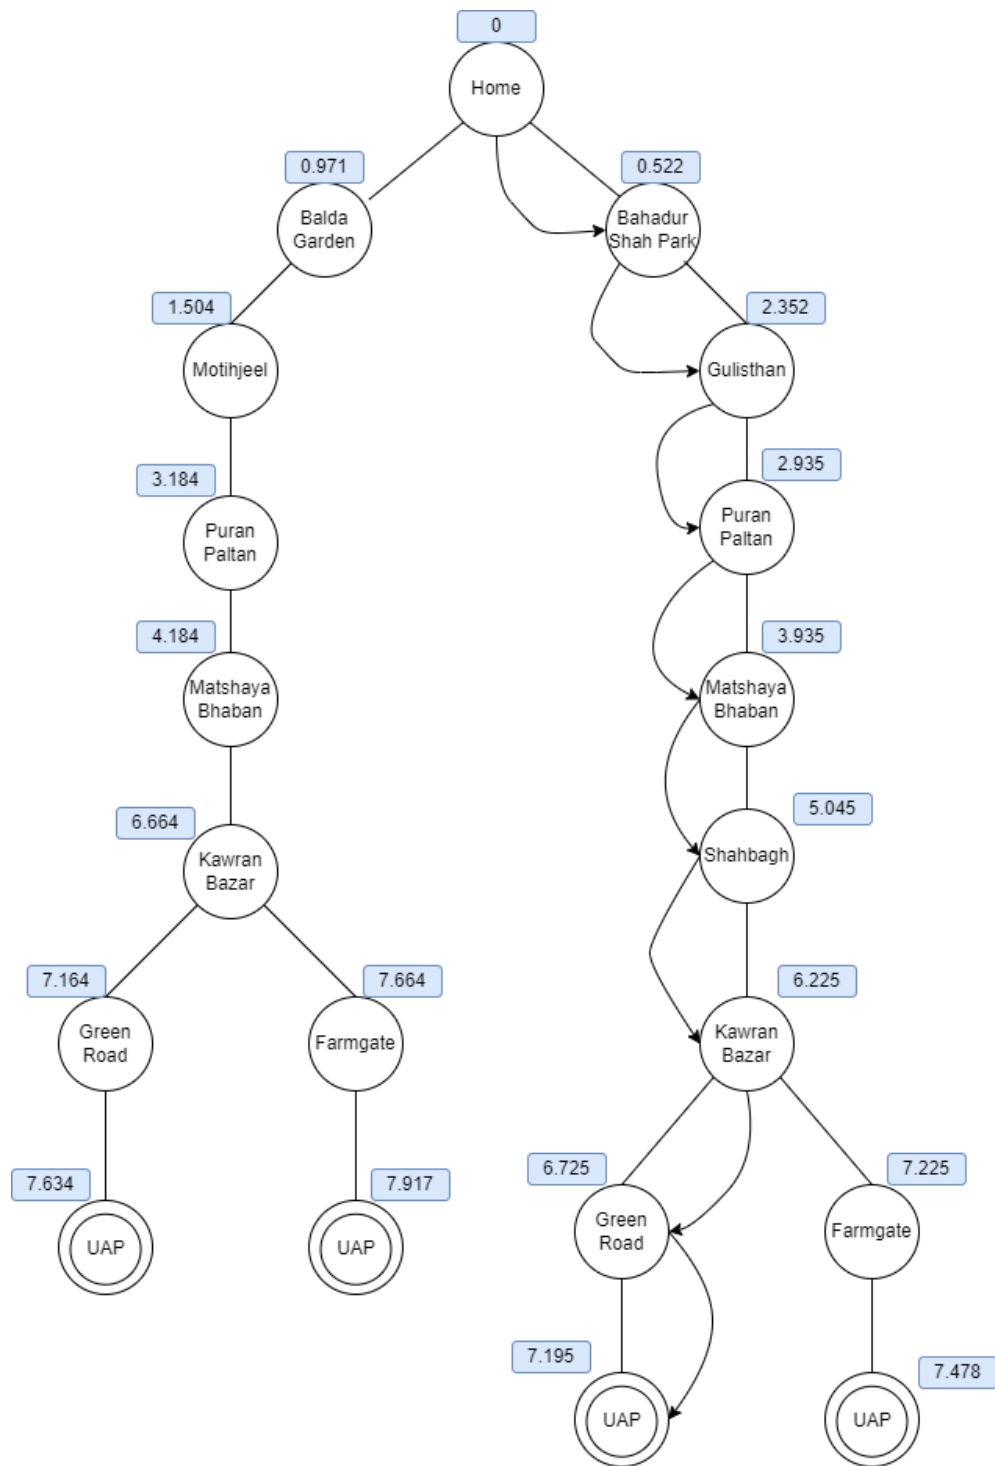 0
Home
0.971
0.522
Balda
Garden
Bahadur
Shah Park
1.504
2.352
Motihjeel
Gulisthan
3.184
2.935
Puran
Paltan
Puran
Paltan
4.184
3.935
Matshaya
Bhaban
Matshaya
Bhaban
6.664
5.045
Kawran
Bazar
Shahbagh
7.164
7.664
6.225
Green
Road
Farmgate
Kawran
Bazar
7.634
7.917
6.725
7.225
UAP
UAP
Green
Road
Farmgate
7.195
7.478
UAP
UAP